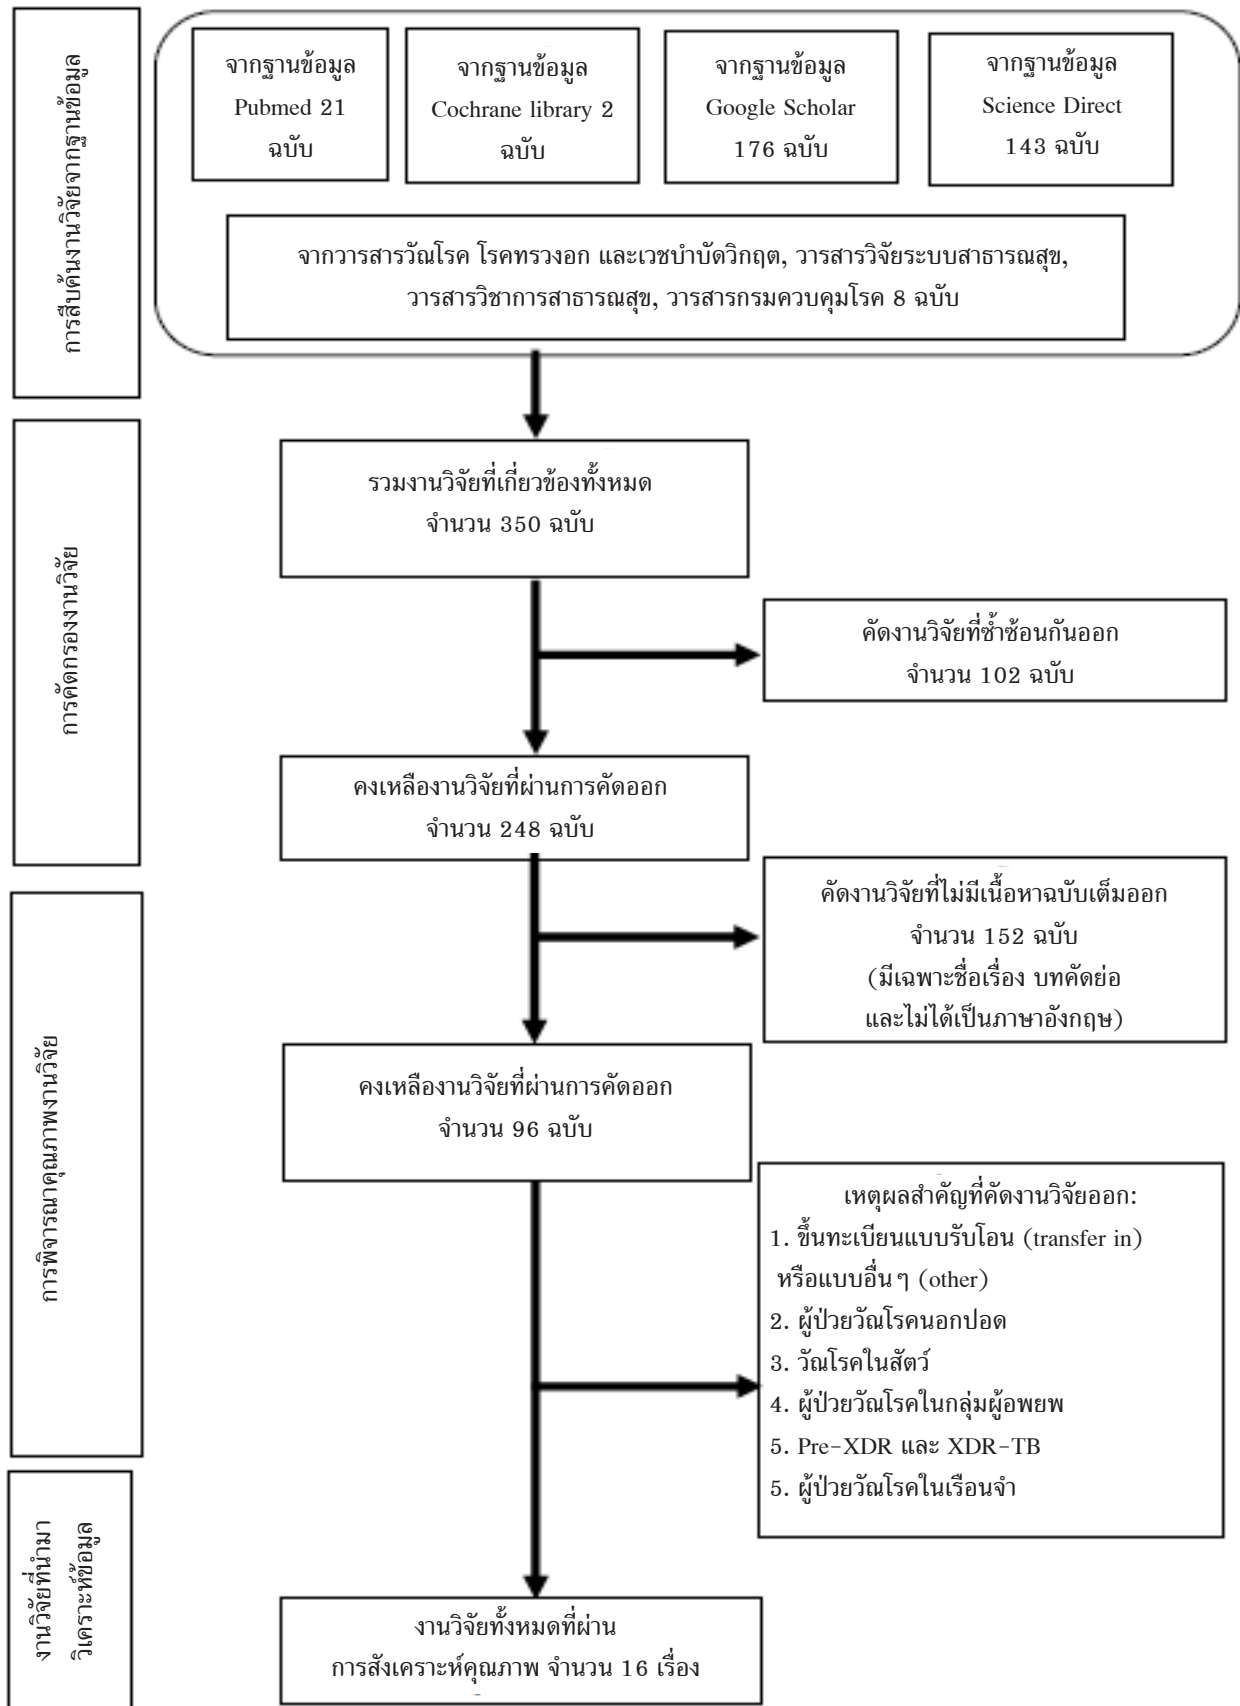 การสืบค้นงานวิจัยจากฐานข้อมูล
จากฐานข้อมูล
Pubmed 21
ฉบับ
จากฐานข้อมูล
Cochrane library 2
ฉบับ
จากฐานข้อมูล
Google Scholar
176 ฉบับ
จากฐานข้อมูล
Science Direct
143 ฉบับ
จากวารสารวัณโรค โรคทรวงอก และเวชบำบัดวิกฤต, วารสารวิจัยระบบสาธารณสุข,
วารสารวิชาการสาธารณสุข, วารสารกรมควบคุมโรค 8 ฉบับ
การคัดกรองงานวิจัย
รวมงานวิจัยที่เกี่ยวข้องทั้งหมด
จำนวน 350 ฉบับ
คัดงานวิจัยที่ซ้ำซ้อนกันออก
จำนวน 102 ฉบับ
คงเหลืองานวิจัยที่ผ่านการคัดออก
จำนวน 248 ฉบับ
การพิจารณาคุณภาพงานวิจัย
คัดงานวิจัยที่ไม่มีเนื้อหาฉบับเต็มออก
จำนวน 152 ฉบับ
(มีเฉพาะชื่อเรื่อง บทคัดย่อ
และไม่ได้เป็นภาษาอังกฤษ)
คงเหลืองานวิจัยที่ผ่านการคัดออก
จำนวน 96 ฉบับ
เหตุผลสำคัญที่คัดงานวิจัยออก:
1. ขึ้นทะเบียนแบบรับโอน (transfer in)
หรือแบบอื่นๆ (other)
2. ผู้ป่วยวัณโรคนอกปอด
3. วัณโรคในสัตว์
4. ผู้ป่วยวัณโรคในกลุ่มผู้อพยพ
5. Pre-XDR และ XDR-TB
5. ผู้ป่วยวัณโรคในเรือนจำ
งานวิจัยที่นำมา
วิเคราะห์ข้อมูล
งานวิจัยทั้งหมดที่ผ่าน
การสังเคราะห์คุณภาพ จำนวน 16 เรื่อง